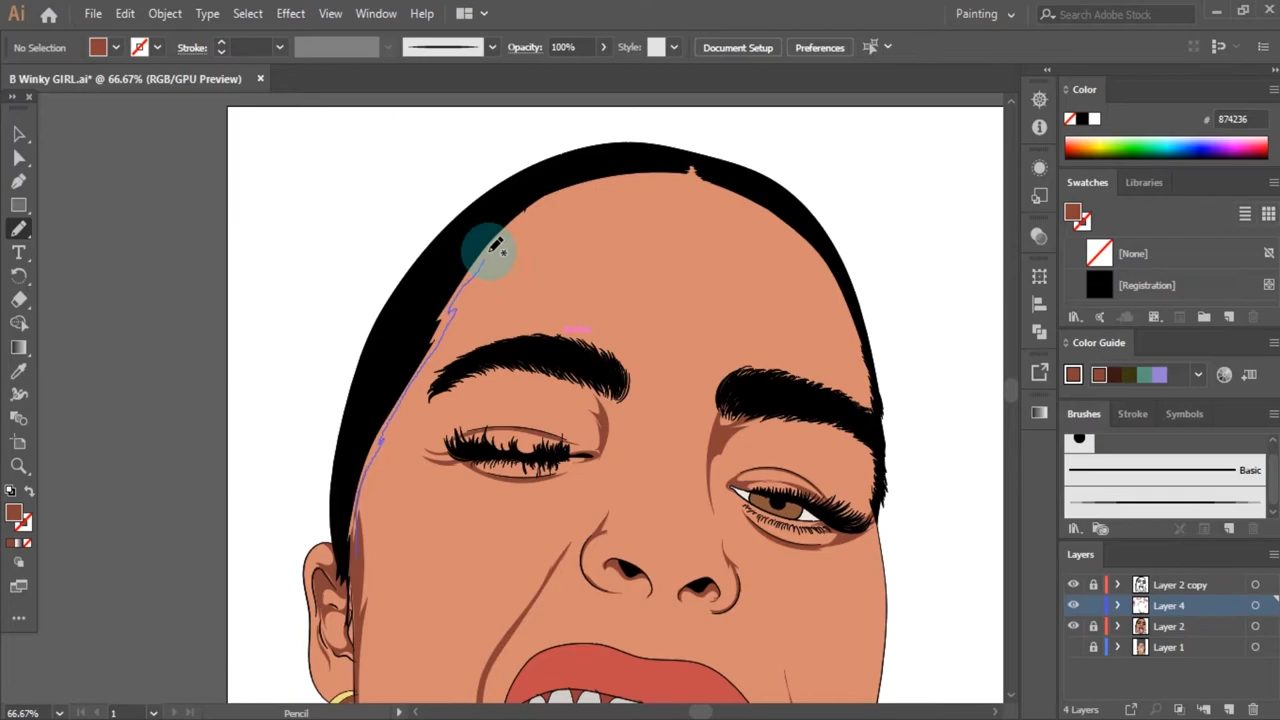 Ai File Edit Object Type Select Effect View Window Help Painting Search Adobe Stock
No Selection Stroke: Opacity: 100% Style: Document Setup Preferences
B Winky GIRL.ai* @ 66.67% (RGB/GPU Preview)
Color
# 874236
Swatches Libraries
[None]
[Registration]
Color Guide
Brushes Stroke Symbols
Basic
Layers
Layer 2 copy
Layer 4
Layer 2
Layer 1
4 Layers
66.67% 1 Pencil